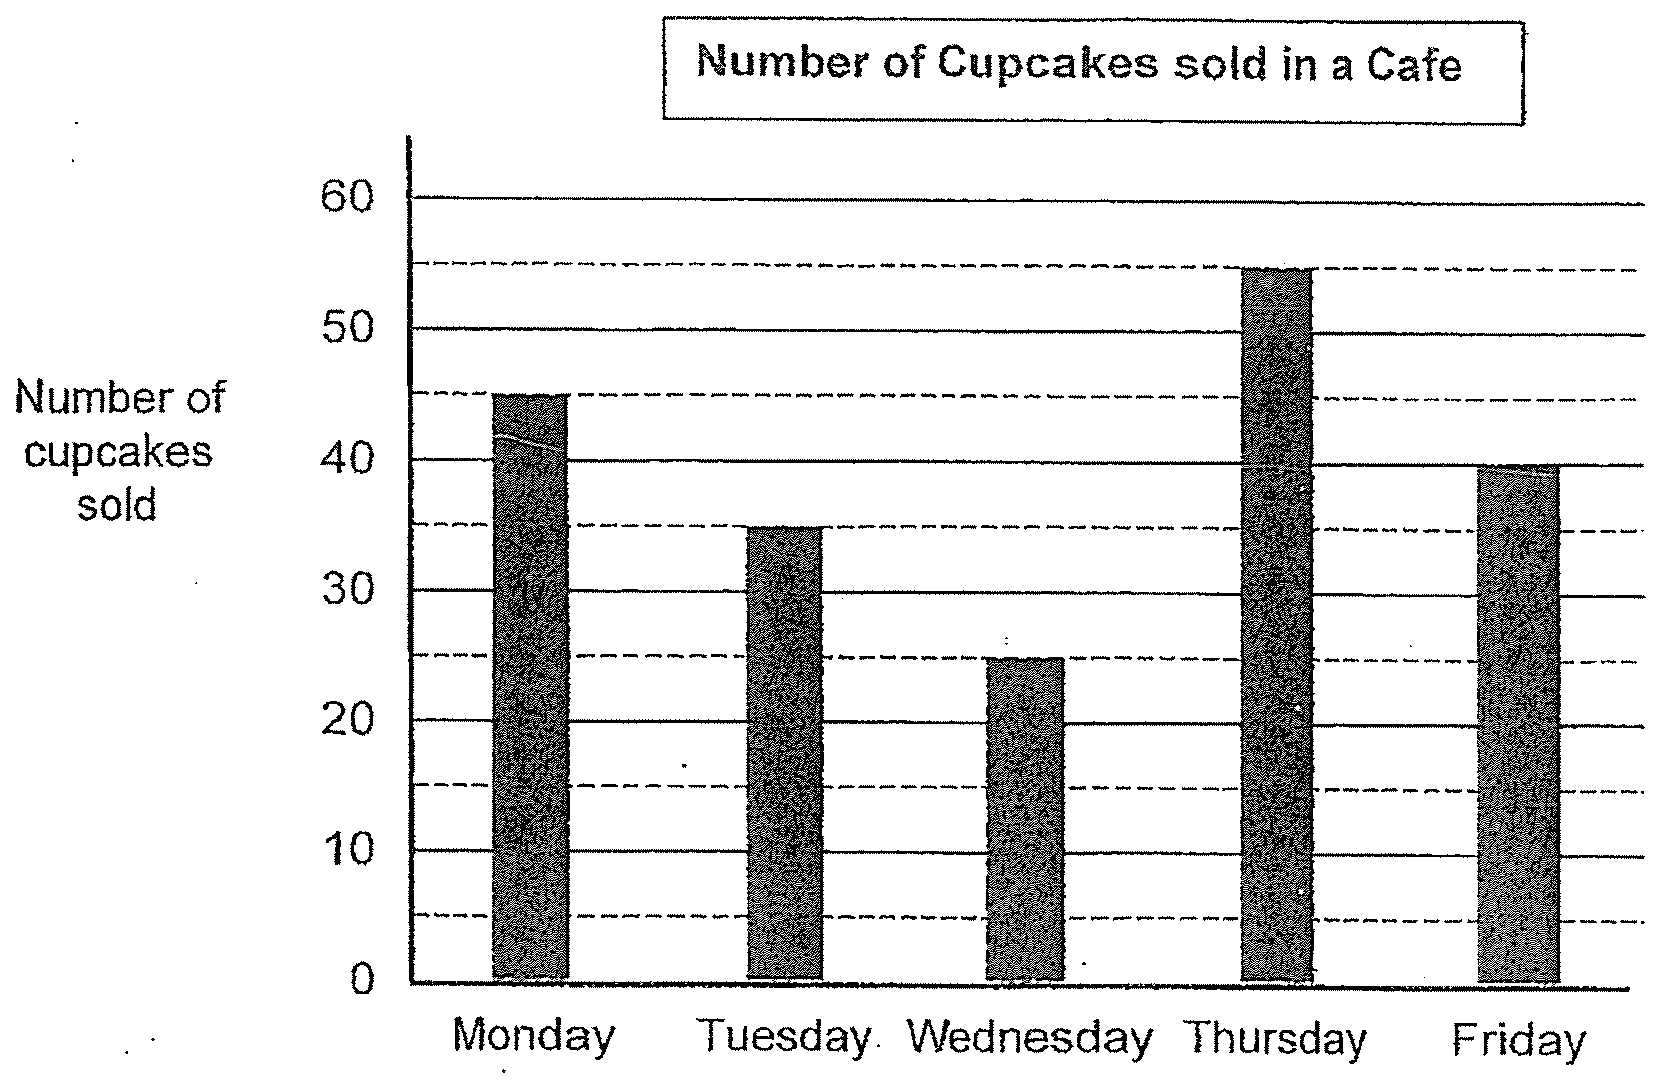 Number of Cupcakes sold in a Cafe
60
50
Number of
cupcakes
sold
40
30
20
10
0
Monday
Tuesday
Wednesday
Thursday
Friday